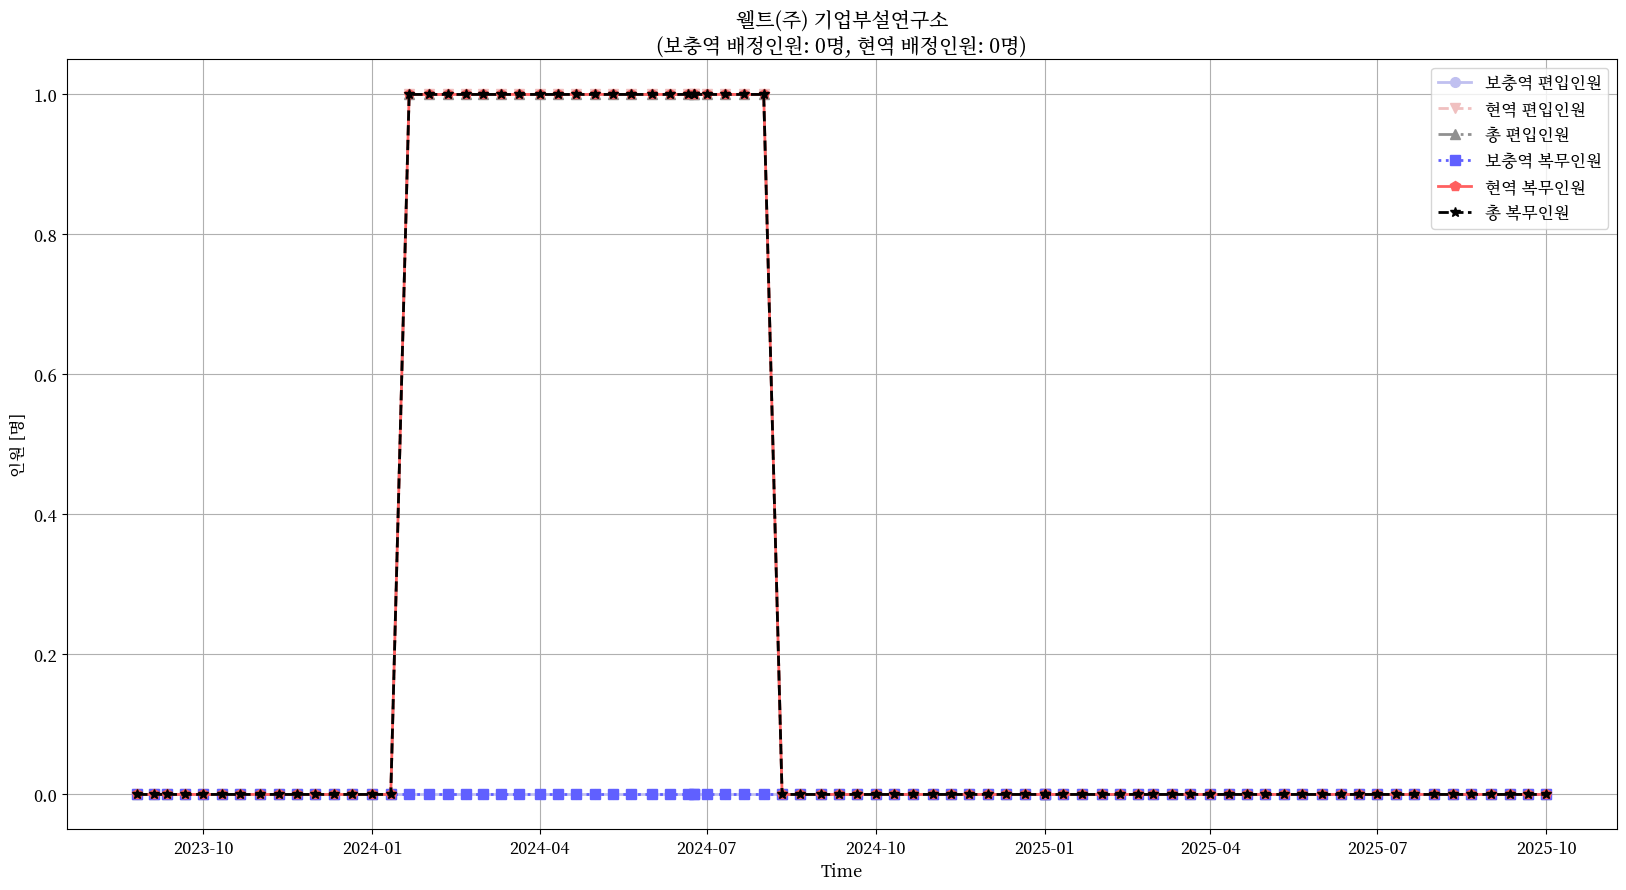 웰트(주) 기업부설연구소
(보충역 배정인원: 0명, 현역 배정인원: 0명)
보충역 편입인원
현역 편입인원
총 편입인원
보충역 복무인원
현역 복무인원
총 복무인원
인원 [명]
1.0
0.8
0.6
0.4
0.2
0.0
2023-10
2024-01
2024-04
2024-07
2024-10
2025-01
2025-04
2025-07
2025-10
Time